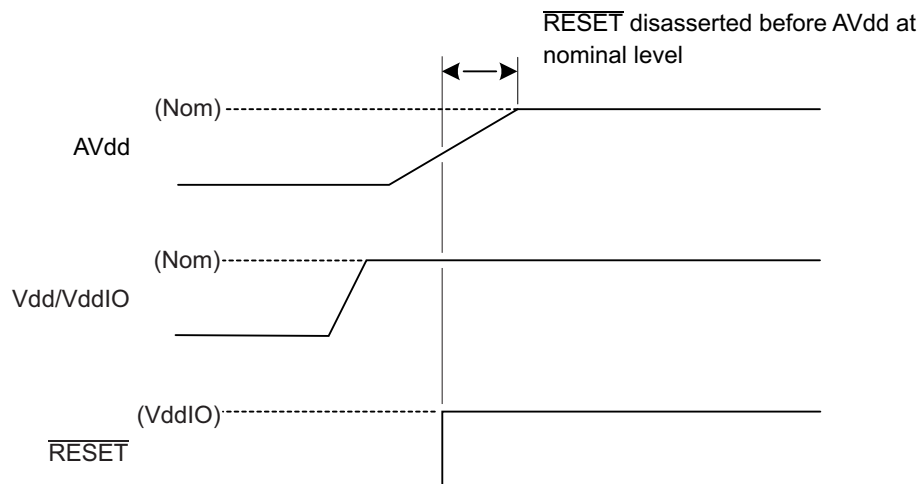 RESET disasserted before AVdd at
nominal level
(Nom)
AVdd
(Nom)
Vdd/VddIO
(VddIO)
RESET